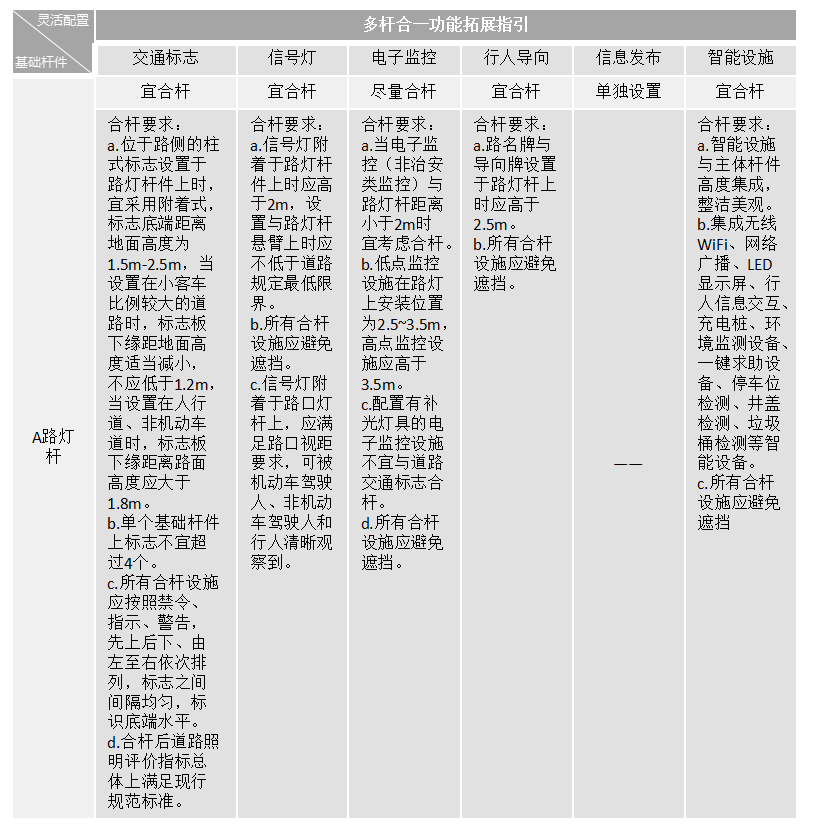 灵活配置
基础杆件
多杆合一功能拓展指引
交通标志
信号灯
电子监控
行人导向
信息发布
智能设施
A路灯
杆
宜合杆
宜合杆
尽量合杆
宜合杆
单独设置
宜合杆
合杆要求：
a.位于路侧的柱
式标志设置于
路灯杆件上时，
宜采用附着式，
标志底端距离
地面高度为
1.5m-2.5m，当
设置在小客车
比例较大的道
路时，标志板
下缘距地面高
度适当减小，
不应低于1.2m，
当设置在人行
道、非机动车
道时，标志板
下缘距离路面
高度应大于
1.8m。
b.单个基础杆件
上标志不宜超
过4个。
c.所有合杆设施
应按照禁令、
指示、警告，
先上后下、由
左至右依次排
列，标志之间
间隔均匀，标
识底端水平。
d.合杆后道路照
明评价指标总
体上满足现行
规范标准。
合杆要求：
a.信号灯附
着于路灯杆
件上时应高
于2m，设
置与路灯杆
悬臂上时应
不低于道路
规定最低限
界。
b.所有合杆
设施应避免
遮挡。
c.信号灯附
着于路口灯
杆上，应满
足路口视距
要求，可被
机动车驾驶
人、非机动
车驾驶人和
行人清晰观
察到。
合杆要求：
a.当电子监
控（非治安
类监控）与
路灯杆距离
小于2m时
宜考虑合杆。
b.低点监控
设施在路灯
上安装位置
为2.5~3.5m，
高点监控设
施应高于
3.5m。
c.配置有补
光灯具的电
子监控设施
不宜与道路
交通标志合
杆。
d.所有合杆
设施应避免
遮挡。
合杆要求：
a.路名牌与
导向牌设置
于路灯杆上
时应高于
2.5m。
b.所有合杆
设施应避免
遮挡。
——
合杆要求：
a.智能设施
与主体杆件
高度集成，
整洁美观。
b.集成无线
WiFi、网络
广播、LED
显示屏、行
人信息交互、
充电桩、环
境监测设备、
一键求助设
备、停车位
检测、井盖
检测、垃圾
桶检测等智
能设备。
c.所有合杆
设施应避免
遮挡